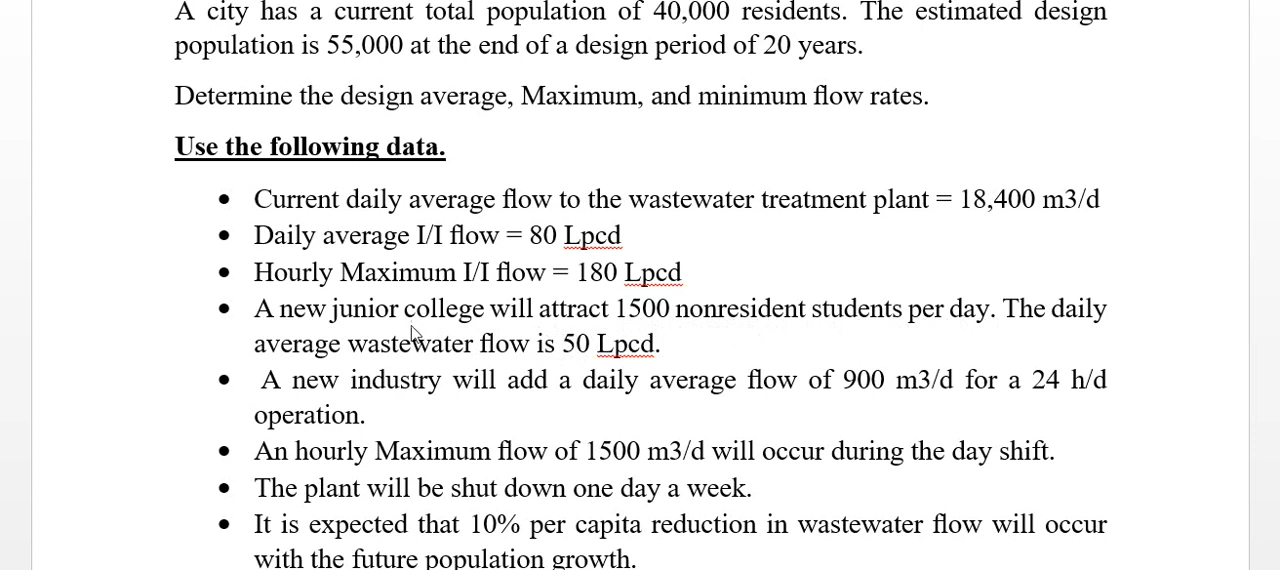 A city has a current total population of 40,000 residents. The estimated design
population is 55,000 at the end of a design period of 20 years.
Determine the design average, Maximum, and minimum flow rates.
Use the following data.
• Current daily average flow to the wastewater treatment plant = 18,400 m3/d
• Daily average I/I flow = 80 Lpcd
• Hourly Maximum I/I flow = 180 Lpcd
• A new junior college will attract 1500 nonresident students per day. The daily
average wastewater flow is 50 Lpcd.
• A new industry will add a daily average flow of 900 m3/d for a 24 h/d
operation.
• An hourly Maximum flow of 1500 m3/d will occur during the day shift.
• The plant will be shut down one day a week.
• It is expected that 10% per capita reduction in wastewater flow will occur
with the future population growth.